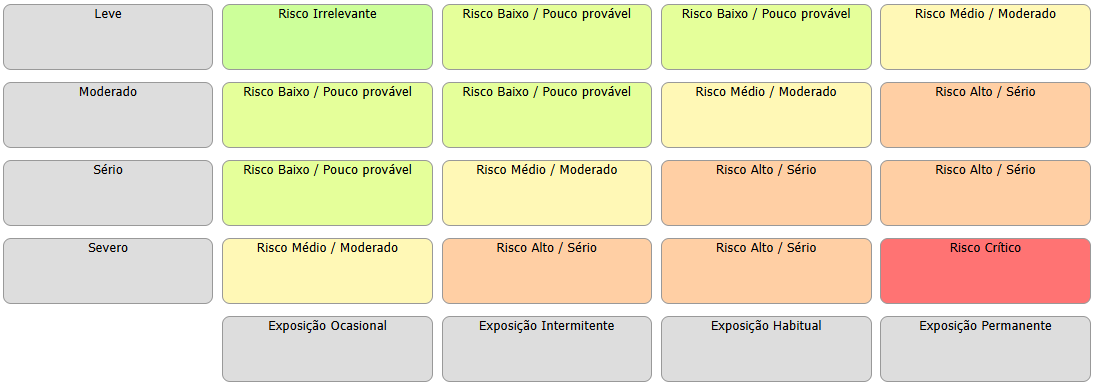 Leve
Risco Irrelevante
Risco Baixo / Pouco provável
Risco Baixo / Pouco provável
Risco Médio / Moderado
Moderado
Risco Baixo / Pouco provável
Risco Baixo / Pouco provável
Risco Médio / Moderado
Risco Alto / Sério
Sério
Risco Baixo / Pouco provável
Risco Médio / Moderado
Risco Alto / Sério
Risco Alto / Sério
Severo
Risco Médio / Moderado
Risco Alto / Sério
Risco Alto / Sério
Risco Crítico
Exposição Ocasional
Exposição Intermitente
Exposição Habitual
Exposição Permanente